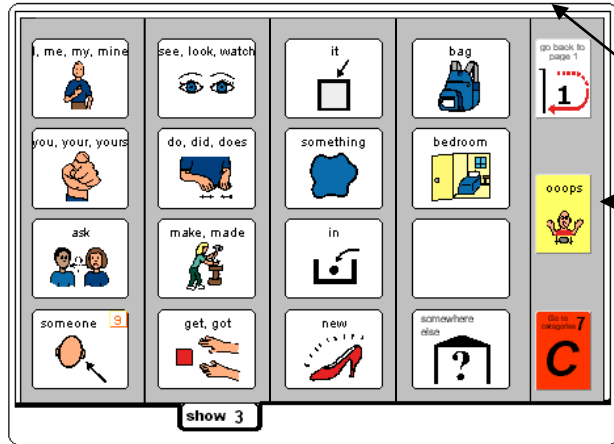 I, me, my, mine
see, look, watch
it
bag
go back to
page 1
1
you, your, yours
do, did, does
something
bedroom
ooops
ask
make, made
in
someone 9
get, got
new
somewhere
else
?
Go to
categories 7
C
show 3